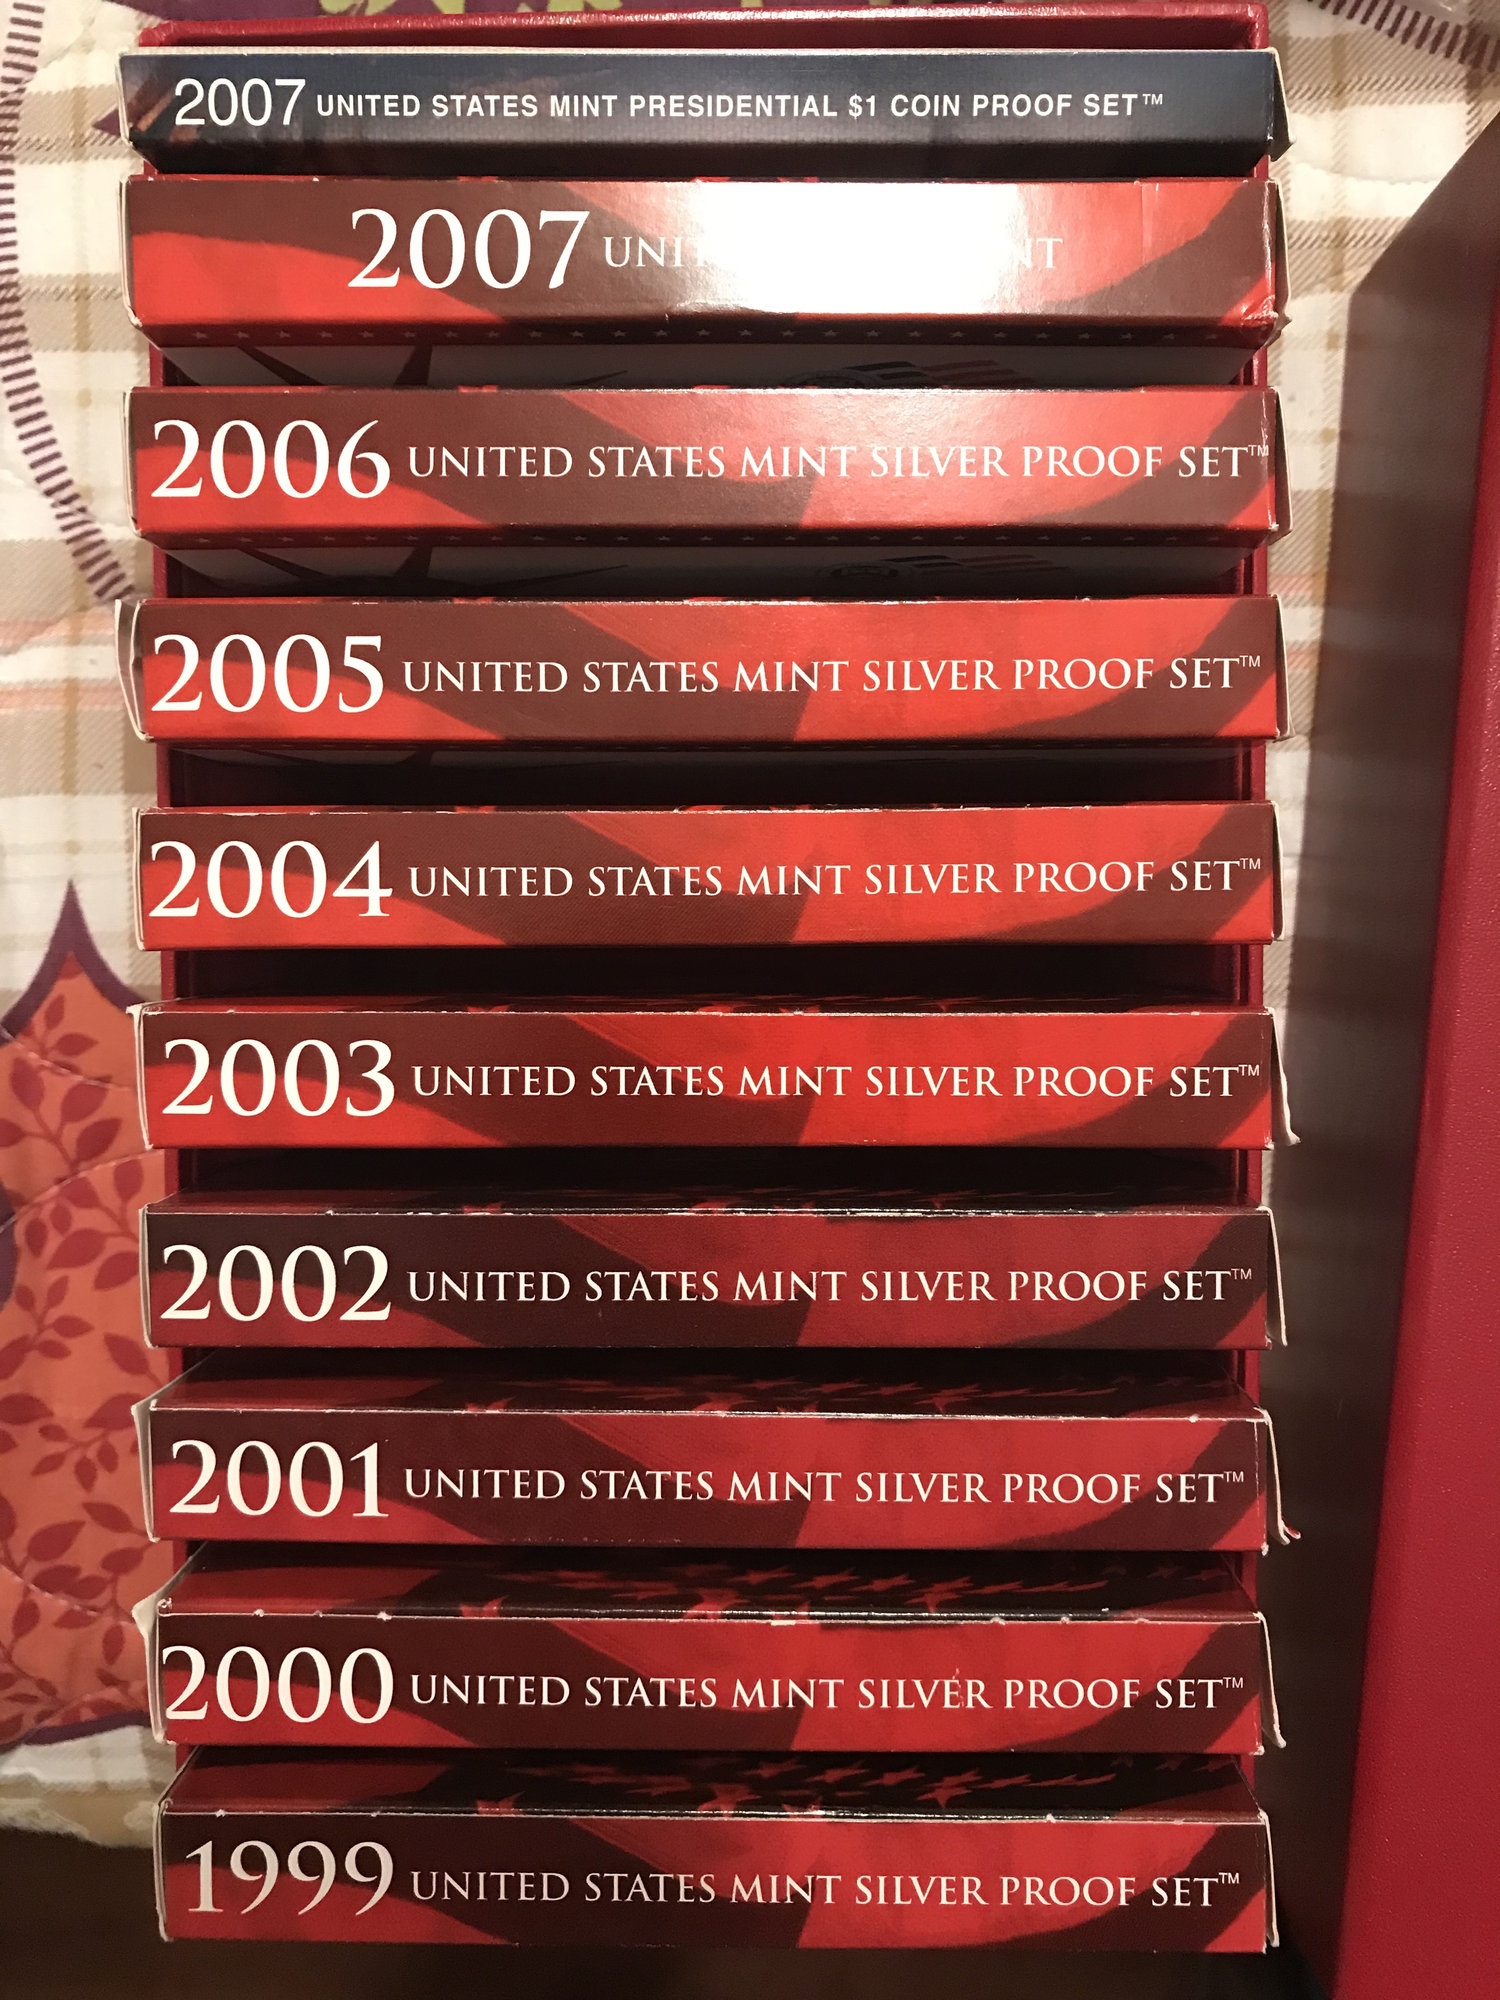 2007 UNITED STATES MINT PRESIDENTIAL $1 COIN PROOF SET™
2007
2006 UNITED STATES MINT SILVER PROOF SET™
2005 UNITED STATES MINT SILVER PROOF SET™
2004 UNITED STATES MINT SILVER PROOF SET™
2003 UNITED STATES MINT SILVER PROOF SET™
2002 UNITED STATES MINT SILVER PROOF SET™
2001 UNITED STATES MINT SILVER PROOF SET™
2000 UNITED STATES MINT SILVER PROOF SET™
1999 UNITED STATES MINT SILVER PROOF SET™